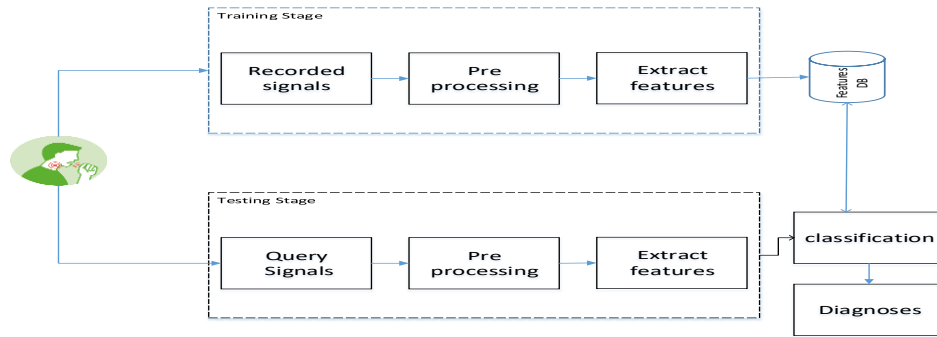 Training Stage
Recorded
signals
Pre
processing
Extract
features
Features
DB
Testing Stage
Query
Signals
Pre
processing
Extract
features
classification
Diagnoses